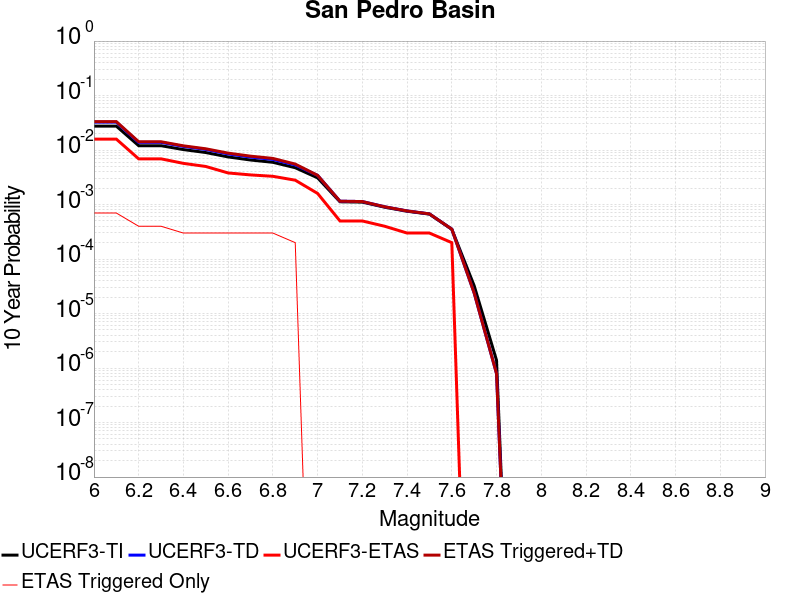 San Pedro Basin
10^0
10^-1
10^-2
10^-3
10^-4
10^-5
10^-6
10^-7
10^-8
10 Year Probability
6 6.2 6.4 6.6 6.8 7 7.2 7.4 7.6 7.8 8 8.2 8.4 8.6 8.8 9
Magnitude
UCERF3-TI UCERF3-TD UCERF3-ETAS ETAS Triggered+TD
ETAS Triggered Only